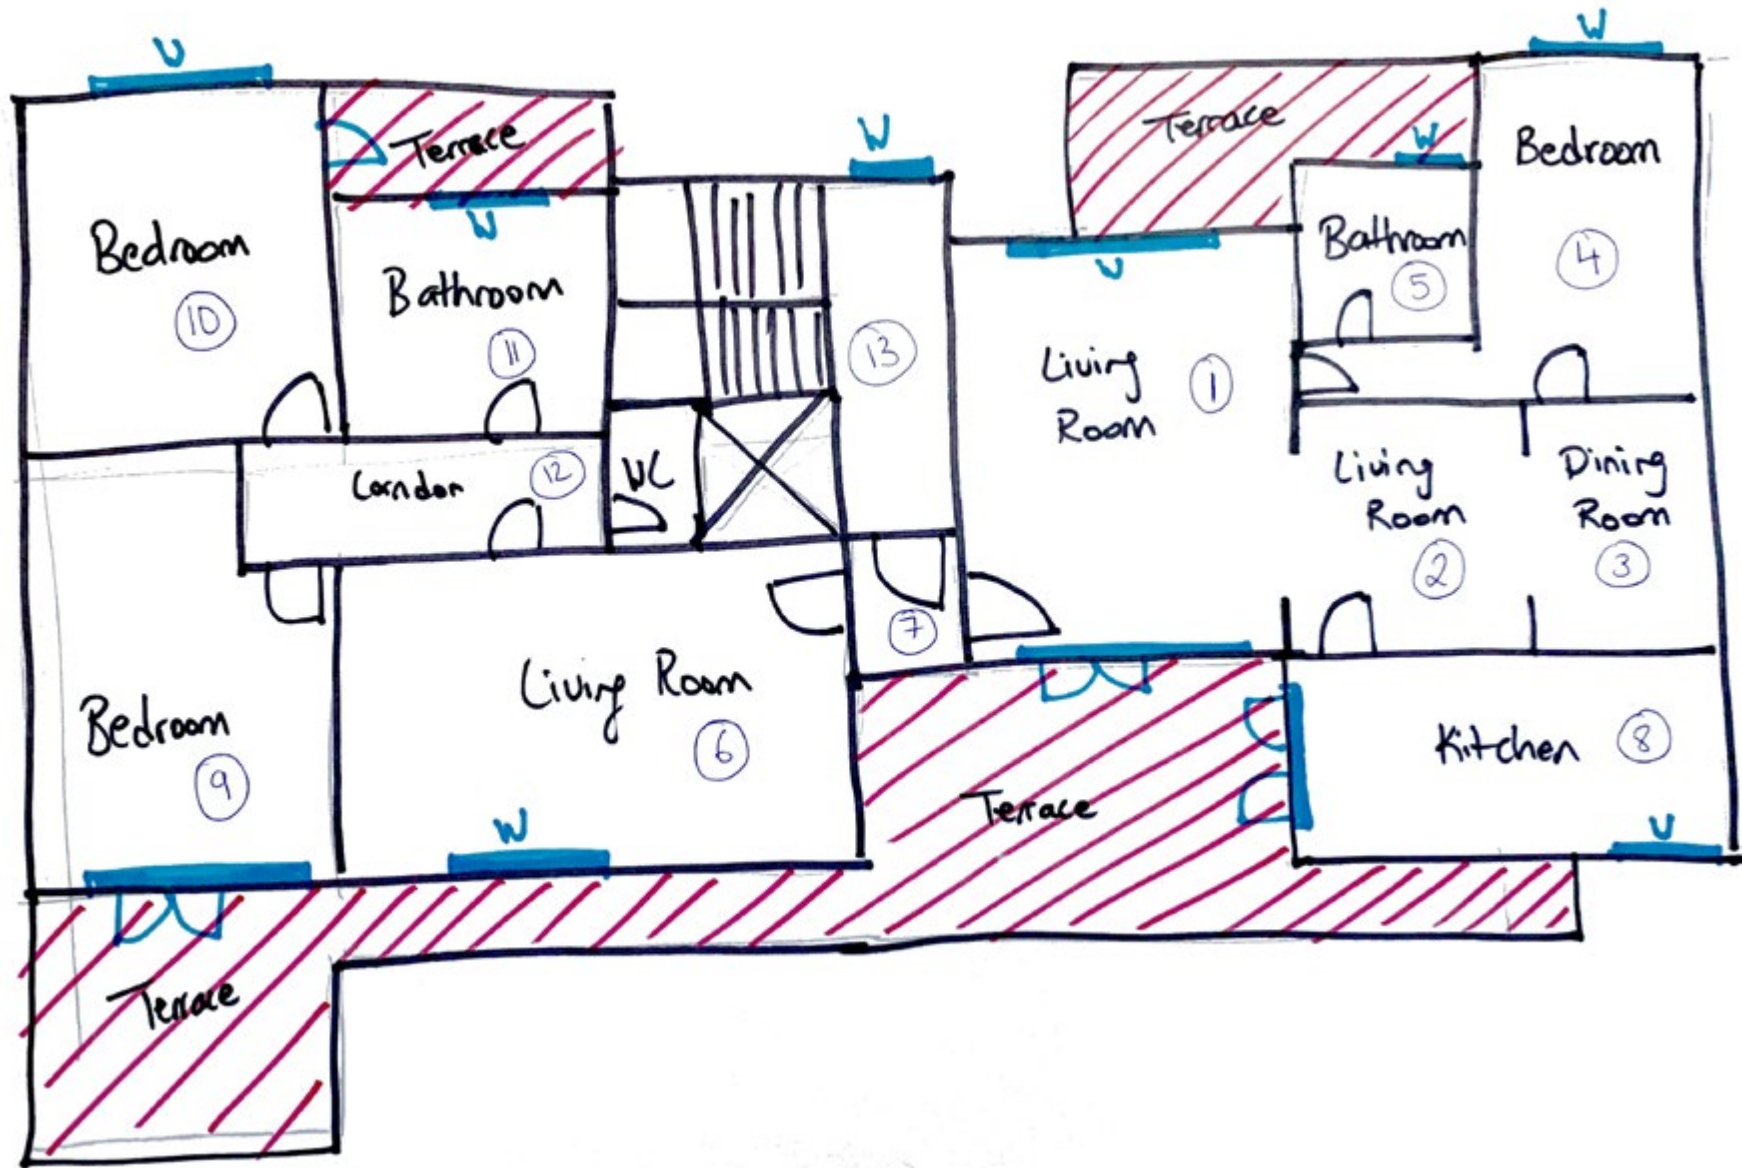 W
W
W
Terrace
Terrace
W
Bedroom
Bedroom
W
Bathroom
4
Bathroom
5
10
W
W
11
13
Living
Room
1
Corridor
12
WC
Living
Room
2
Dining
Room
3
7
Living Room
6
Bedroom
9
Kitchen
8
W
Terrace
W
Terrace